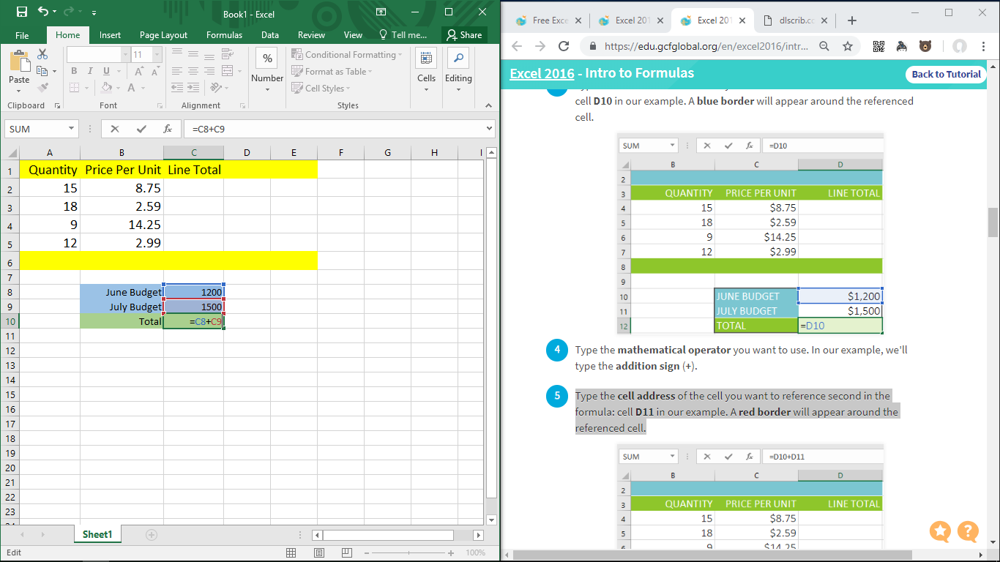 Book1 - Excel
File Home Insert Page Layout Formulas Data Review View Tell me... Share
Paste
11
B I U A A
A
%
Number
Conditional Formatting
Format as Table
Cell Styles
Cells
Editing
Clipboard Font Alignment Styles
SUM fx =C8+C9
A B C D E F G H I
1 Quantity Price Per Unit Line Total
2 15 8.75
3 18 2.59
4 9 14.25
5 12 2.99
6
7
8 June Budget 1200
9 July Budget 1500
10 Total =C8+C9
11
12
13
14
15
16
17
18
19
20
21
22
23
Sheet1
Edit 100%
Free Exce Excel 201 Excel 201 dlscrib.cc
https://edu.gcfglobal.org/en/excel2016/intr...
Excel 2016 - Intro to Formulas
Back to Tutorial
cell D10 in our example. A blue border will appear around the referenced
cell.
SUM fx =D10
B C D
2
3 QUANTITY PRICE PER UNIT LINE TOTAL
4 15 $8.75
5 18 $2.59
6 9 $14.25
7 12 $2.99
8
9
10 JUNE BUDGET $1,200
11 JULY BUDGET $1,500
12 TOTAL =D10
4 Type the mathematical operator you want to use. In our example, we'll
type the addition sign (+).
5 Type the cell address of the cell you want to reference second in the
formula: cell D11 in our example. A red border will appear around the
referenced cell.
SUM fx =D10+D11
B C D
2
3 QUANTITY PRICE PER UNIT LINE TOTAL
4 15 $8.75
5 18 $2.59
6 9 $14.25
?